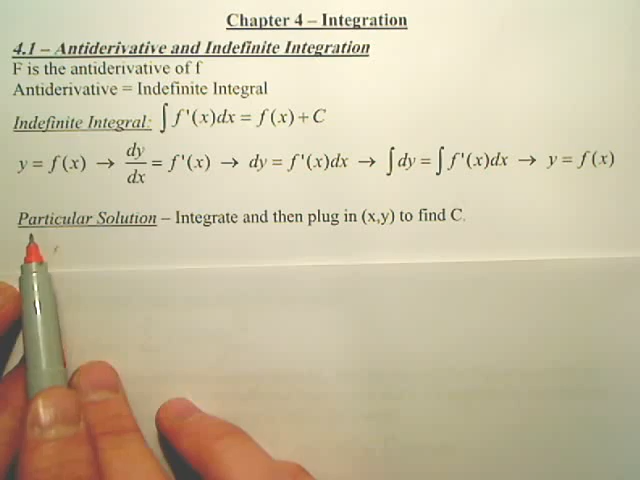 Chapter 4 – Integration
4.1 – Antiderivative and Indefinite Integration
F is the antiderivative of f
Antiderivative = Indefinite Integral
Indefinite Integral: ∫ f '(x)dx = f(x) + C
y = f(x) → dy/dx = f '(x) → dy = f '(x)dx → ∫ dy = ∫ f '(x)dx → y = f(x)
Particular Solution – Integrate and then plug in (x,y) to find C.